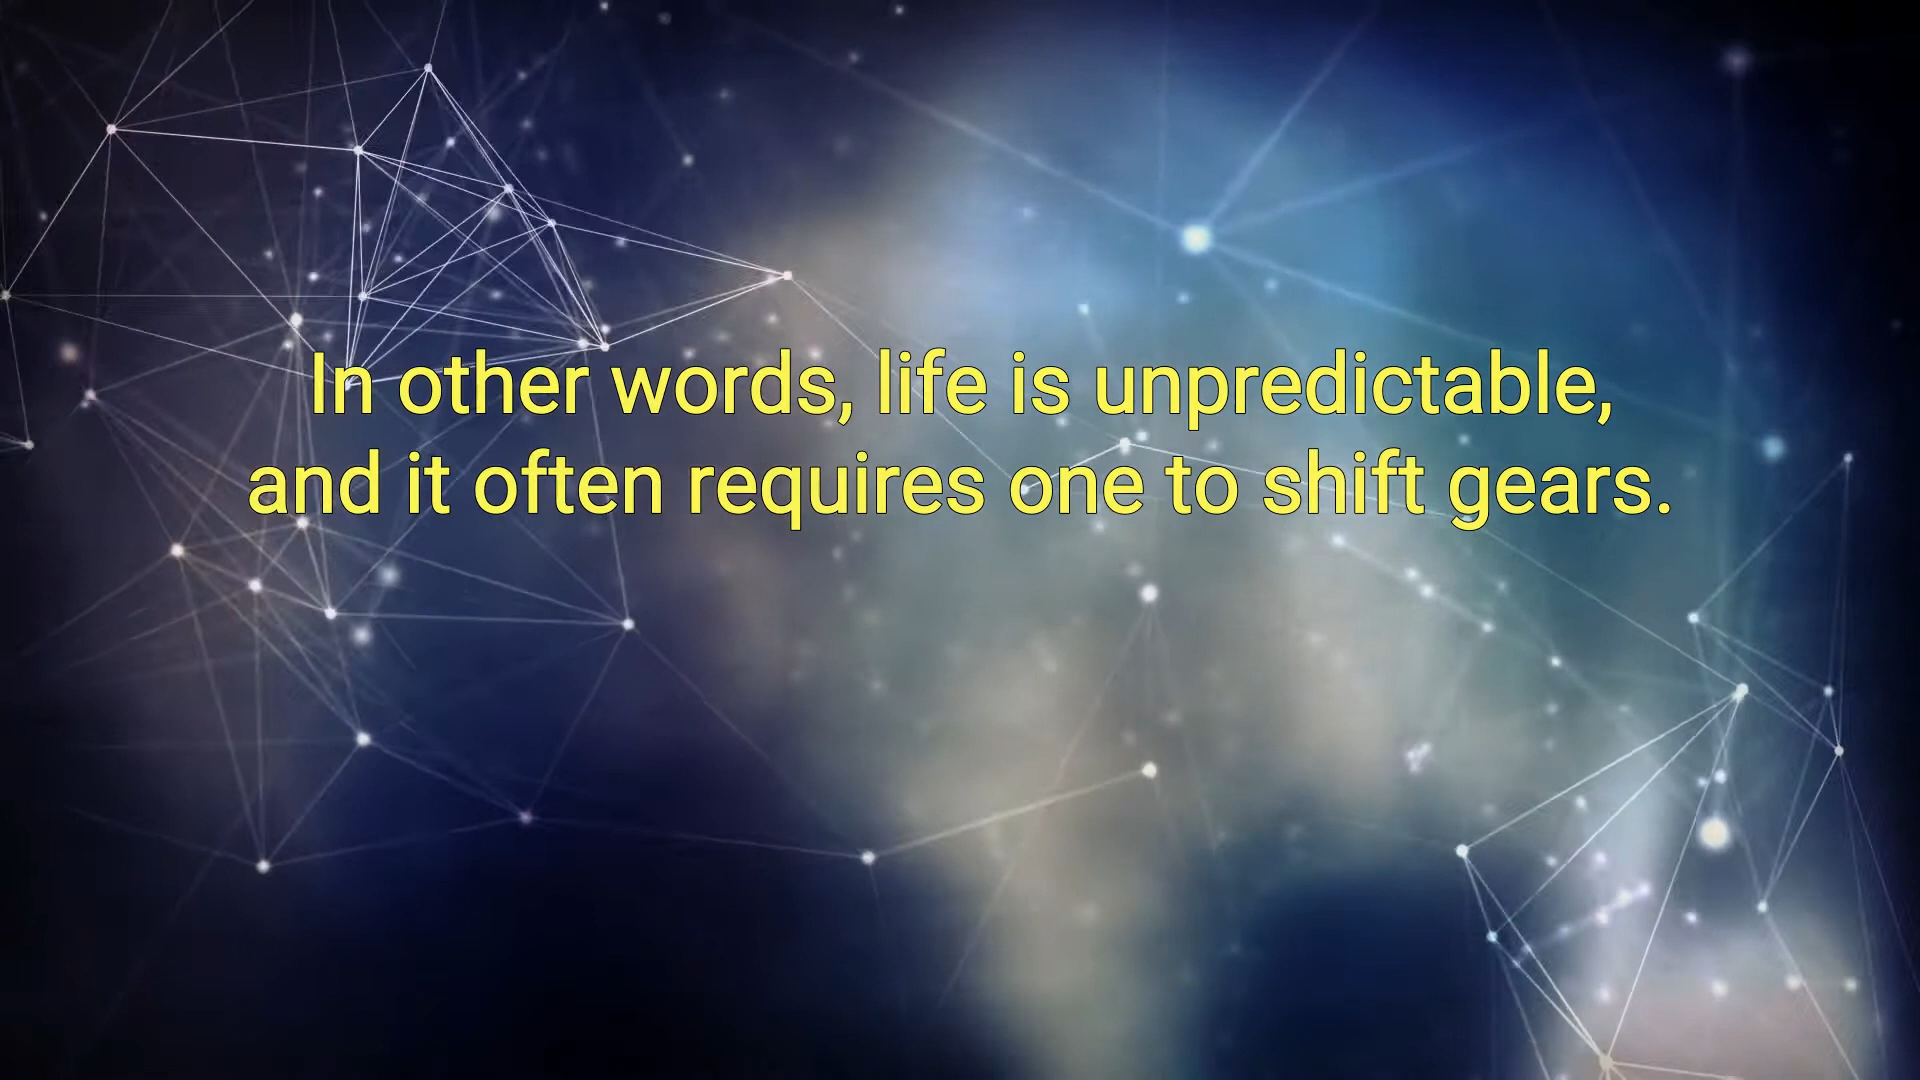 In other words, life is unpredictable,
and it often requires one to shift gears.